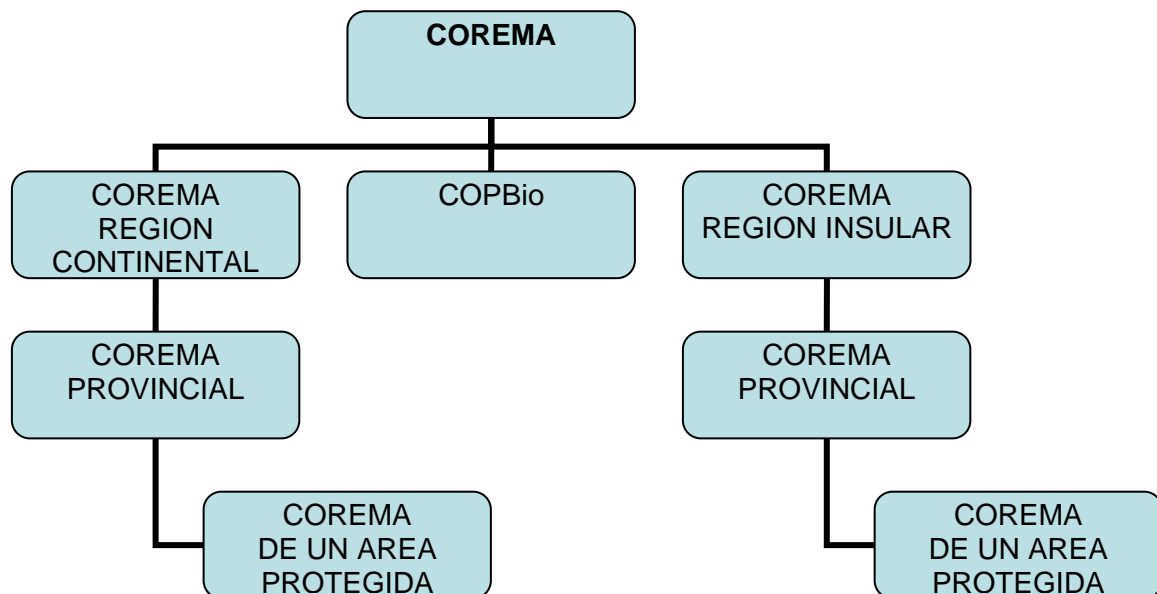 COREMA
COREMA
REGION
CONTINENTAL
COPBio
COREMA
REGION INSULAR
COREMA
PROVINCIAL
COREMA
PROVINCIAL
COREMA
DE UN AREA
PROTEGIDA
COREMA
DE UN AREA
PROTEGIDA